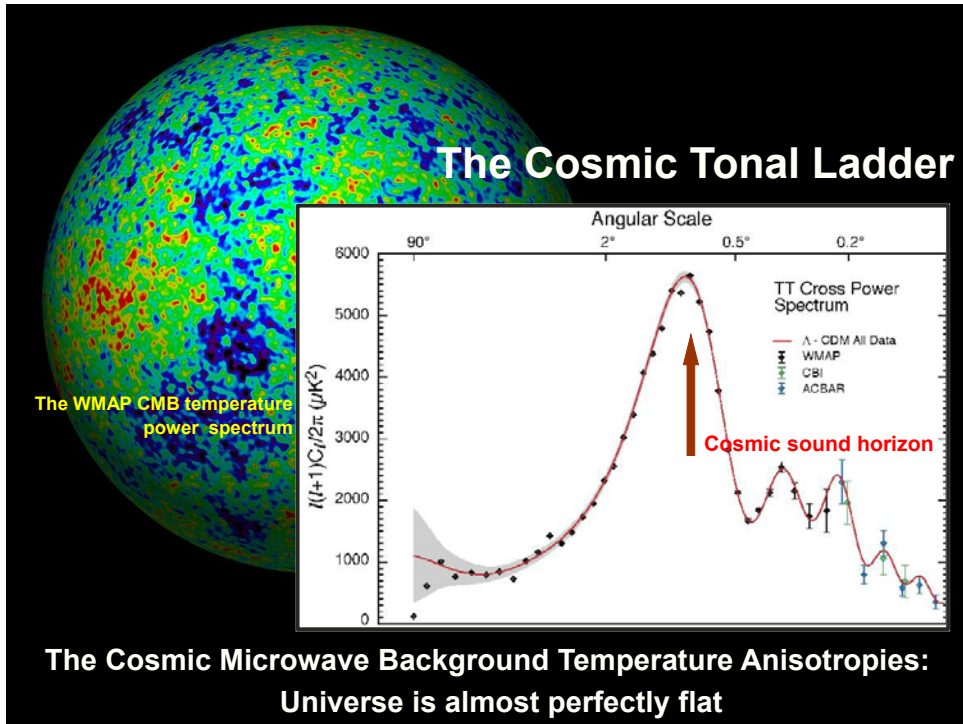 The Cosmic Tonal Ladder
Angular Scale
90° 2° 0.5° 0.2°
6000
5000
4000
3000
2000
1000
0
l(l+1)Cl/2π (μK2)
TT Cross Power
Spectrum
Λ - CDM All Data
WMAP
CBI
ACBAR
The WMAP CMB temperature
power spectrum
Cosmic sound horizon
The Cosmic Microwave Background Temperature Anisotropies:
Universe is almost perfectly flat